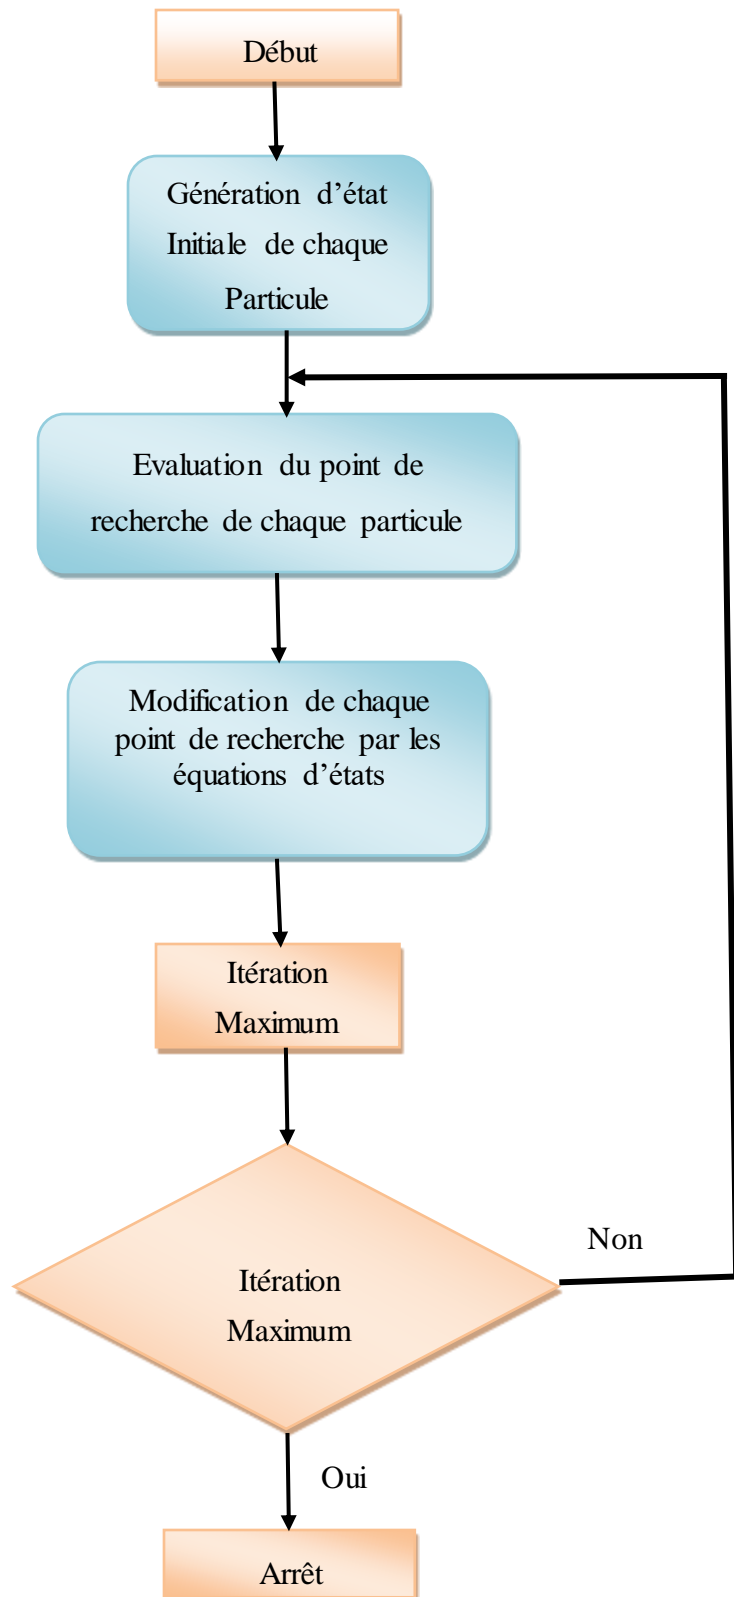 Début
Génération d'état
Initiale de chaque
Particule
Evaluation du point de
recherche de chaque particule
Modification de chaque
point de recherche par les
équations d'états
Itération
Maximum
Itération
Maximum
Non
Oui
Arrêt